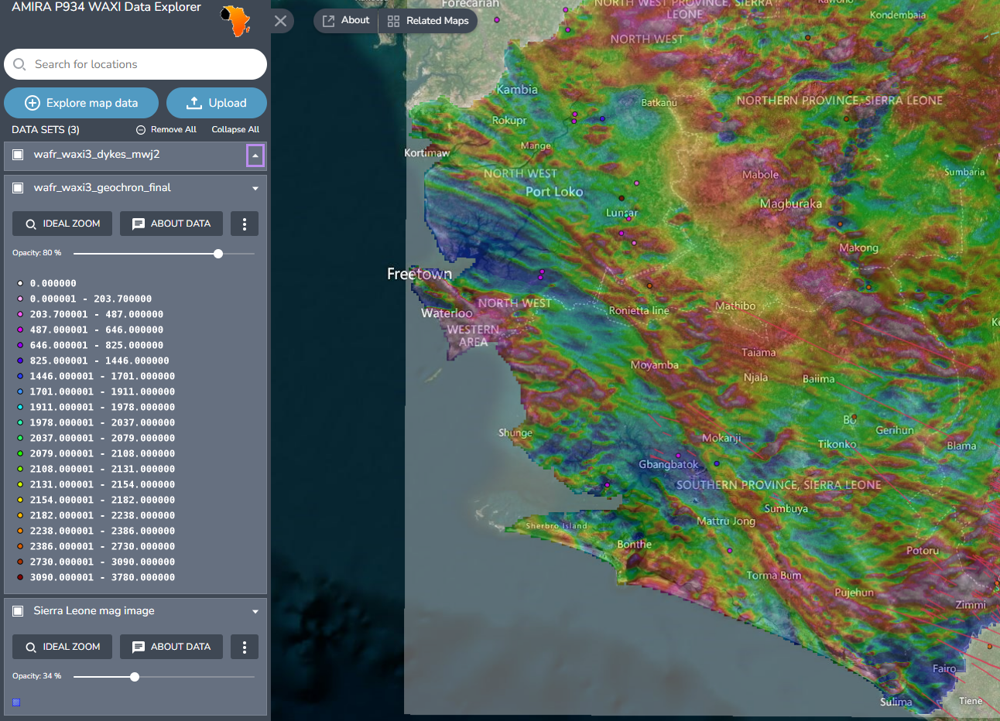 AMIRA P934 WAXI Data Explorer
Search for locations
Explore map data
Upload
DATA SETS (3)
Remove All
Collapse All
wafr_waxi3_dykes_mwj2
wafr_waxi3_geochron_final
IDEAL ZOOM
ABOUT DATA
Opacity: 80 %
0.000000
0.000001 - 203.700000
203.700001 - 487.000000
487.000001 - 646.000000
646.000001 - 825.000000
825.000001 - 1446.000000
1446.000001 - 1701.000000
1701.000001 - 1911.000000
1911.000001 - 1978.000000
1978.000001 - 2037.000000
2037.000001 - 2079.000000
2079.000001 - 2108.000000
2108.000001 - 2131.000000
2131.000001 - 2154.000000
2154.000001 - 2182.000000
2182.000001 - 2238.000000
2238.000001 - 2386.000000
2386.000001 - 2730.000000
2730.000001 - 3090.000000
3090.000001 - 3780.000000
Sierra Leone mag image
IDEAL ZOOM
ABOUT DATA
Opacity: 34 %
About
Related Maps
Forecariah
NORTH WEST PROVINCE, SIERRA
LEONE
Kondembaia
NORTH WEST
Kambia
Batkanu
NORTHERN PROVINCE, SIERRA LEONE
Rokupr
Mange
Kortimaw
NORTH WEST
Mabole
Sumbaria
Port Loko
Magburaka
Lunsar
Makong
Freetown
NORTH WEST
Mathibo
Ronietta line
Waterloo
WESTERN
AREA
Taiama
Moyamba
Njala
Baiima
Bo
Shunge
Mokanji
Gerihun
Tikonko
Blama
Gbangbatok
SOUTHERN PROVINCE, SIERRA LEONE
Sumbuya
Mattru Jong
Sherbro Island
Bonthe
Potoru
Torma Bum
Pujehun
Zimmi
Fairo
Sulima
Tiene